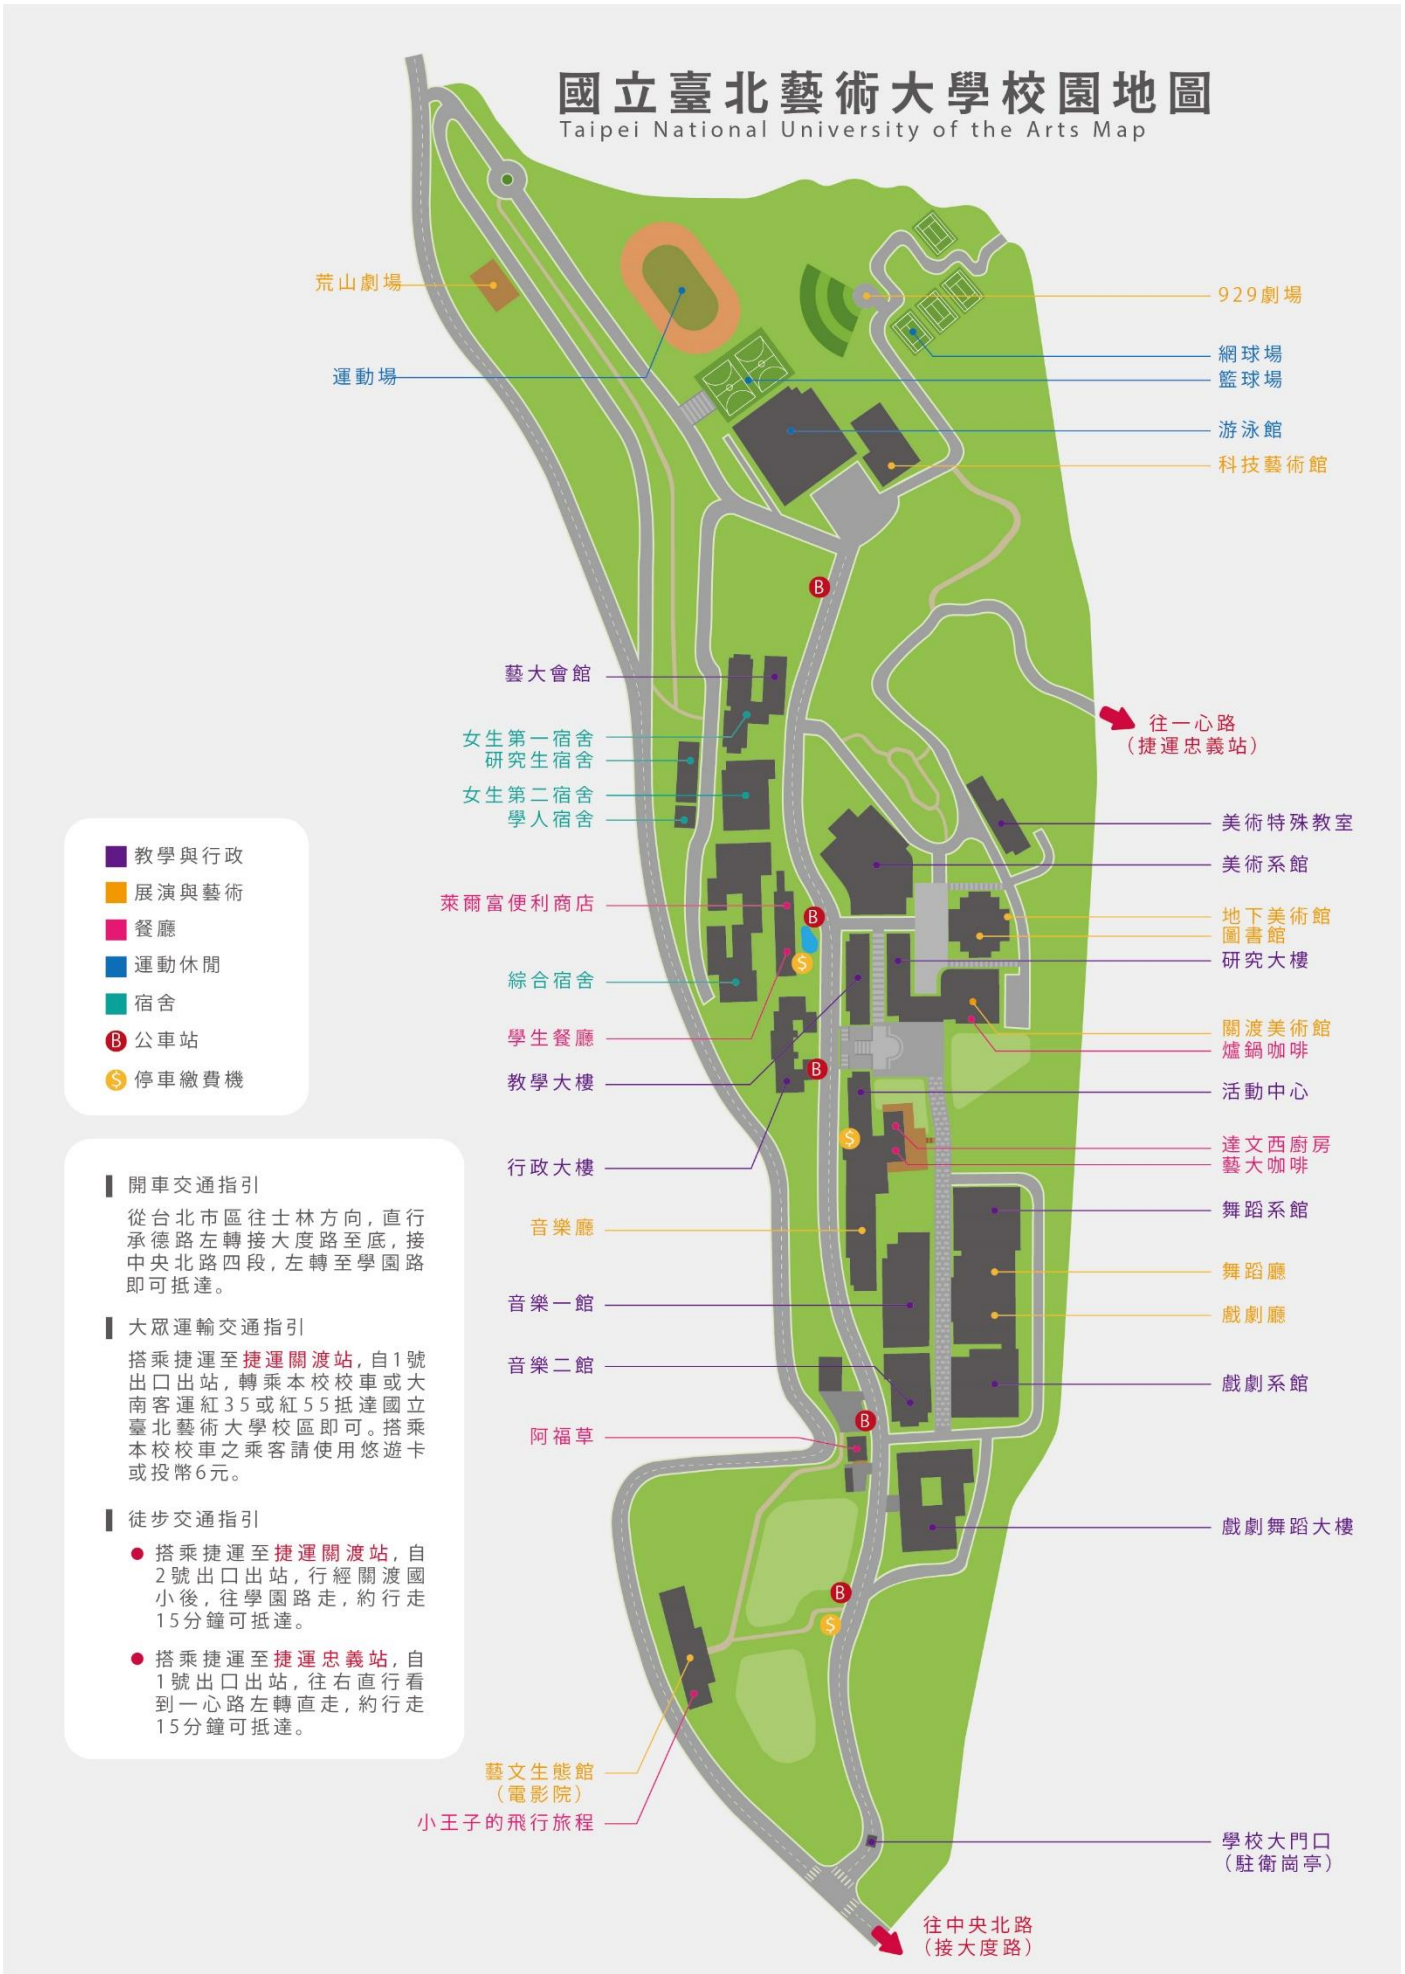 國立臺北藝術大學校園地圖
Taipei National University of the Arts Map
荒山劇場
運動場
929劇場
網球場
籃球場
游泳館
科技藝術館
B
藝大會館
女生第一宿舍
研究生宿舍
女生第二宿舍
學人宿舍
往一心路
(捷運忠義站)
美術特殊教室
美術系館
萊爾富便利商店
B
$
地下美術館
圖書館
研究大樓
綜合宿舍
學生餐廳
教學大樓
行政大樓
B
關渡美術館
爐鍋咖啡
活動中心
$
達文西廚房
藝大咖啡
音樂廳
音樂一館
音樂二館
舞蹈系館
舞蹈廳
戲劇廳
戲劇系館
B
阿福草
戲劇舞蹈大樓
B
$
藝文生態館
(電影院)
小王子的飛行旅程
學校大門口
(駐衛崗亭)
往中央北路
(接大度路)
教學與行政
展演與藝術
餐廳
運動休閒
宿舍
B 公車站
$ 停車繳費機
開車交通指引
從台北市區往士林方向,直行
承德路左轉接大度路至底,接
中央北路四段,左轉至學園路
即可抵達。
大眾運輸交通指引
搭乘捷運至捷運關渡站,自1號
出口出站,轉乘本校校車或大
南客運紅35或紅55抵達國立
臺北藝術大學校區即可。搭乘
本校校車之乘客請使用悠遊卡
或投幣6元。
徒步交通指引
搭乘捷運至捷運關渡站,自
2號出口出站,行經關渡國
小後,往學園路走,約行走
15分鐘可抵達。
搭乘捷運至捷運忠義站,自
1號出口出站,往右直行看
到一心路左轉直走,約行走
15分鐘可抵達。